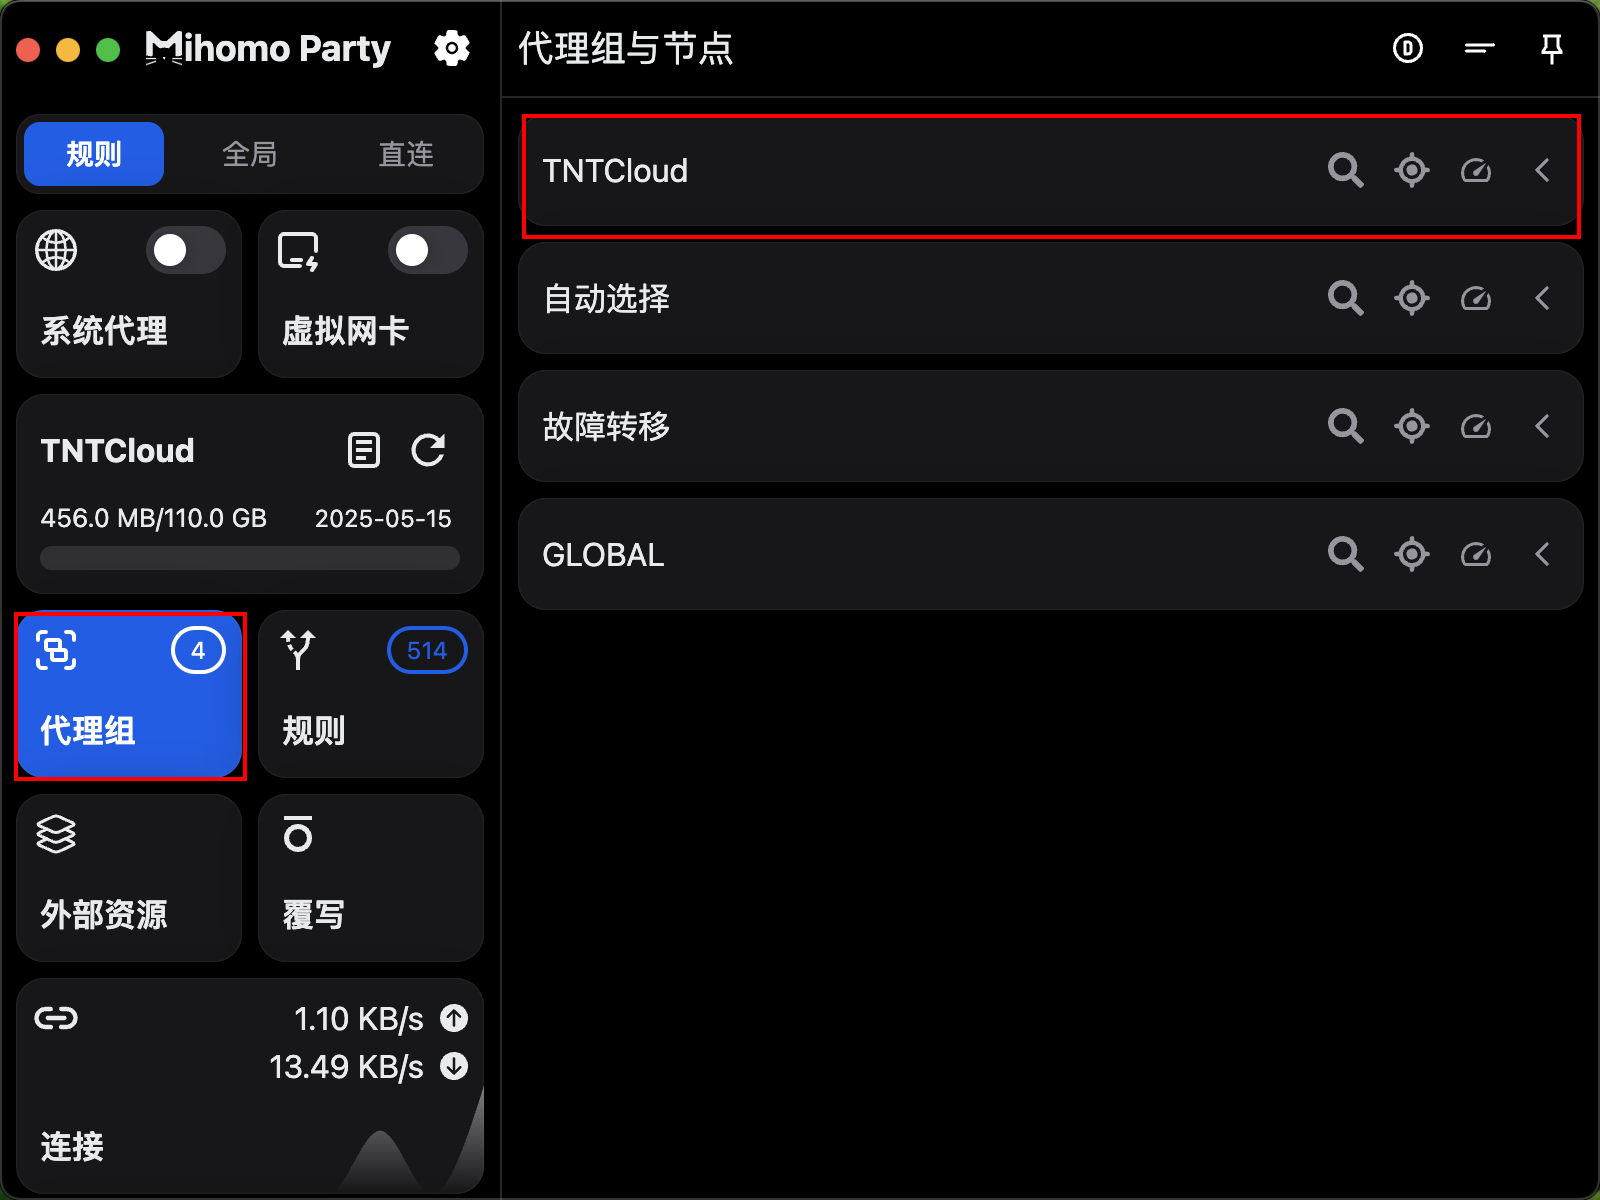 Mihomo Party
规则 全局 直连
系统代理 虚拟网卡
TNTCloud
456.0 MB/110.0 GB 2025-05-15
4 514
代理组 规则
外部资源 覆写
1.10 KB/s
13.49 KB/s
连接
代理组与节点
D
TNTCloud
自动选择
故障转移
GLOBAL